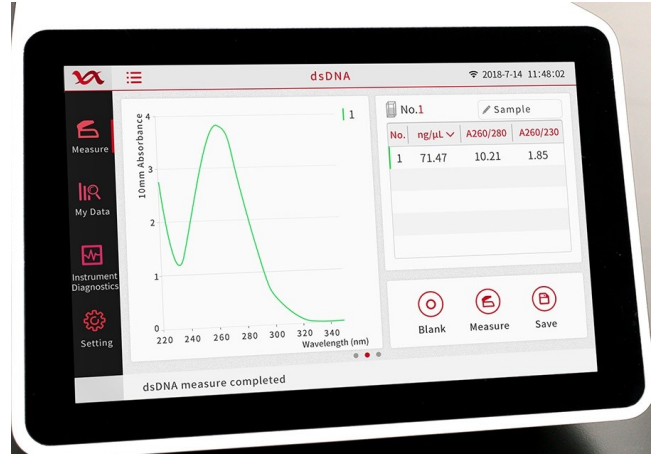 dsDNA
2018-7-14 11:48:02
Measure
My Data
Instrument
Diagnostics
Setting
10mm Absorbance
4
3
2
1
0
220 240 260 280 300 320 340
Wavelength (nm)
1
No.1
Sample
No. ng/µL A260/280 A260/230
1 71.47 10.21 1.85
Blank Measure Save
dsDNA measure completed